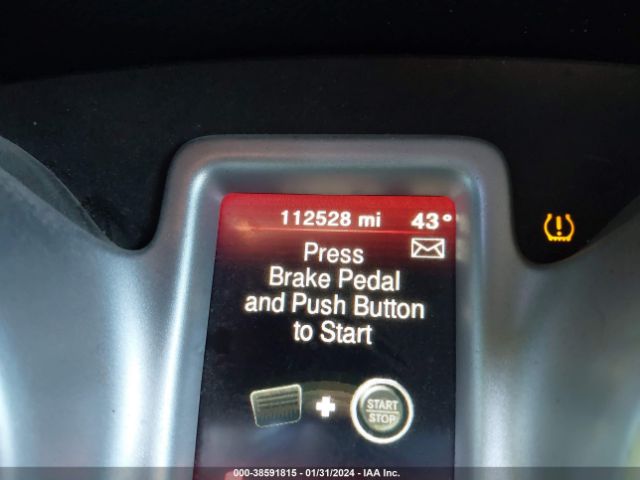 112528 mi 43°
Press
Brake Pedal
and Push Button
to Start
START
STOP
000-38591815 - 01/31/2024 - IAA Inc.